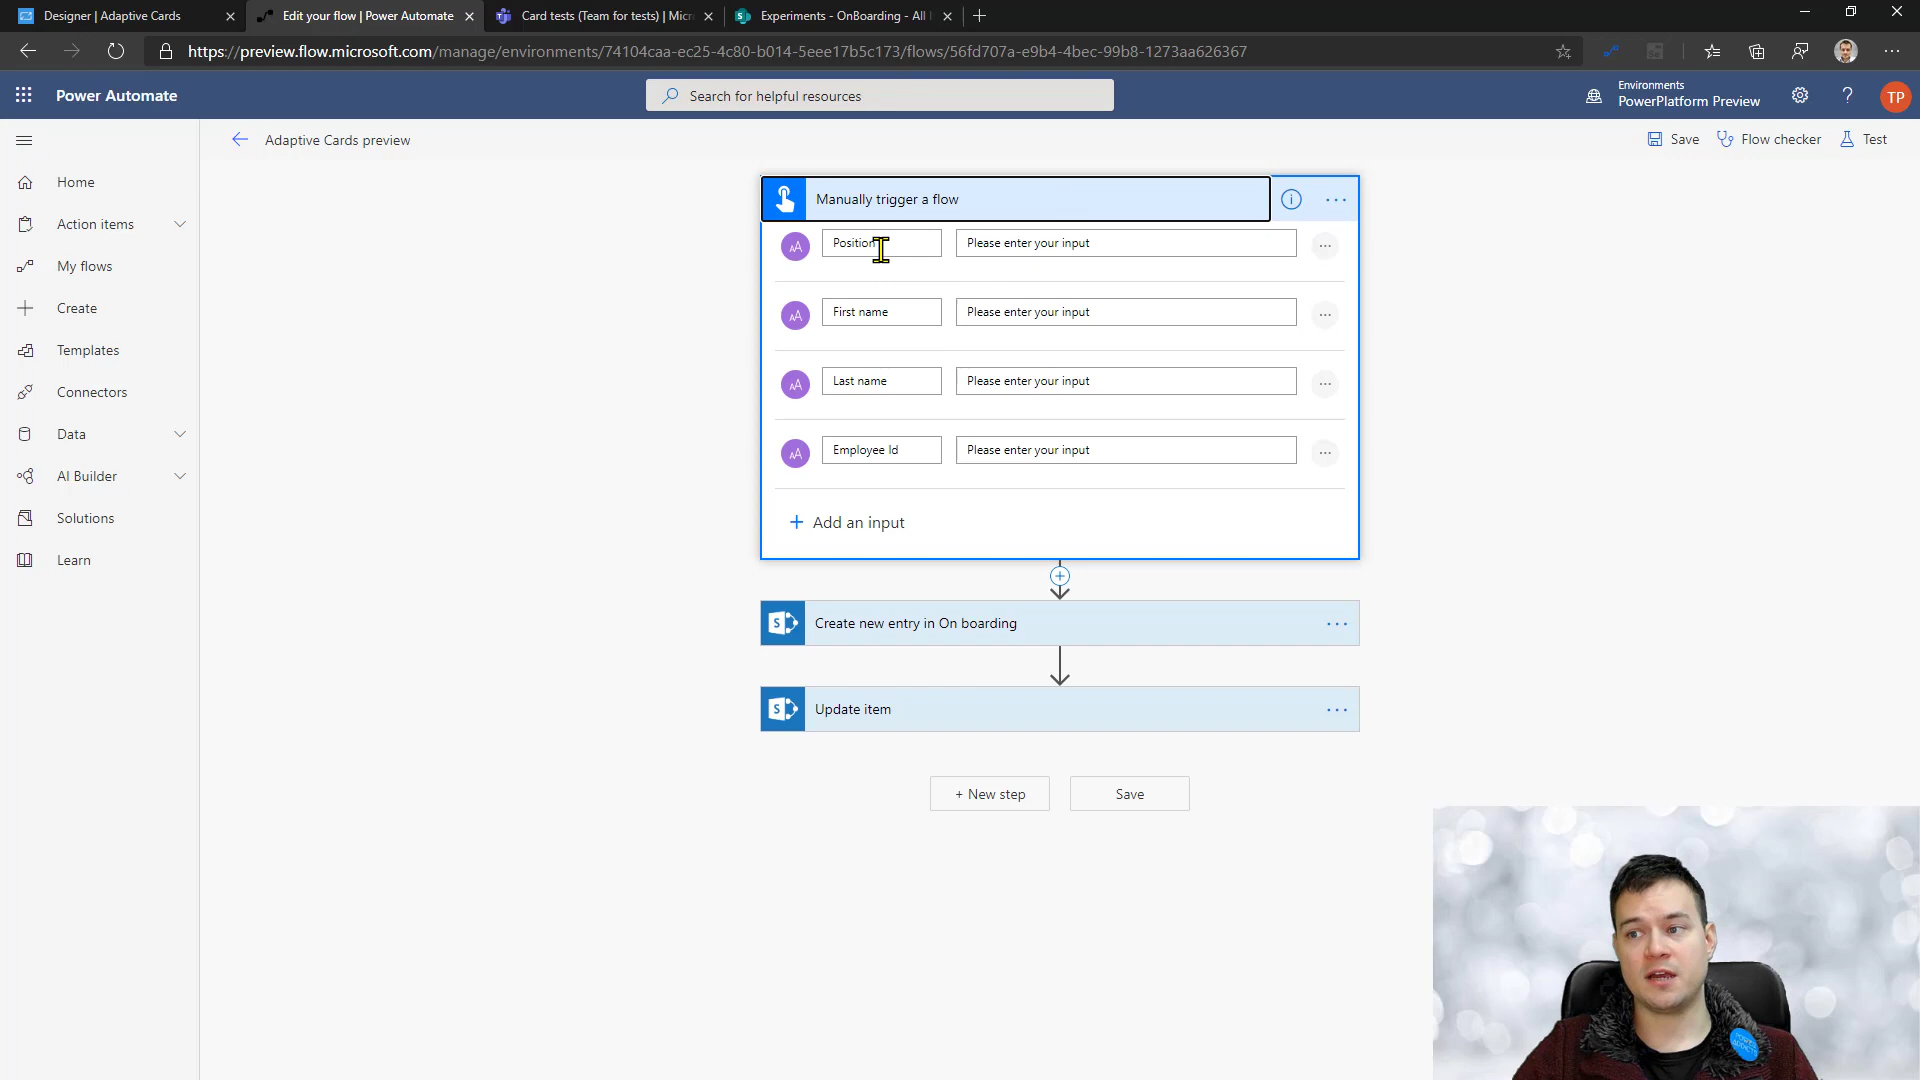 Designer | Adaptive Cards
Edit your flow | Power Automate
Card tests (Team for tests) | Micr
Experiments - OnBoarding - All I
https://preview.flow.microsoft.com/manage/environments/74104caa-ec25-4c80-b014-5eee17b5c173/flows/56fd707a-e9b4-4bec-99b8-1273aa626367
Power Automate
Search for helpful resources
Environments
PowerPlatform Preview
?
TP
Adaptive Cards preview
Save
Flow checker
Test
Home
Action items
My flows
Create
Templates
Connectors
Data
AI Builder
Solutions
Learn
Manually trigger a flow
AA Position Please enter your input
AA First name Please enter your input
AA Last name Please enter your input
AA Employee Id Please enter your input
+ Add an input
S Create new entry in On boarding
S Update item
+ New step
Save